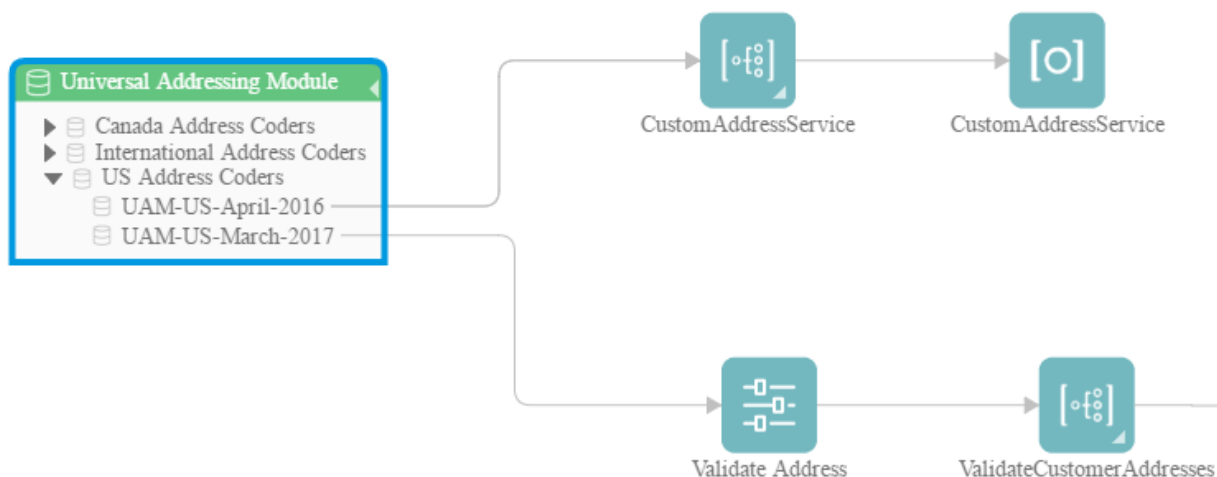 Universal Addressing Module
Canada Address Coders
International Address Coders
US Address Coders
UAM-US-April-2016
UAM-US-March-2017
CustomAddressService
CustomAddressService
Validate Address
ValidateCustomerAddresses